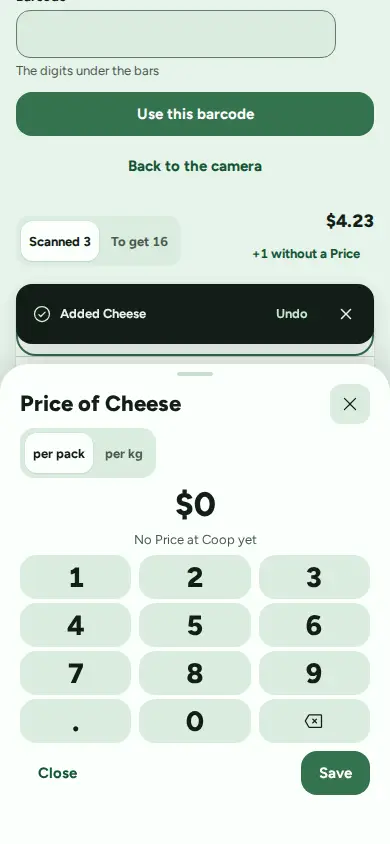 The digits under the bars
Use this barcode
Back to the camera
$4.23
Scanned 3 To get 16
+1 without a Price
Added Cheese Undo
Price of Cheese
per pack per kg
$0
No Price at Coop yet
1 2 3
4 5 6
7 8 9
. 0
Close Save